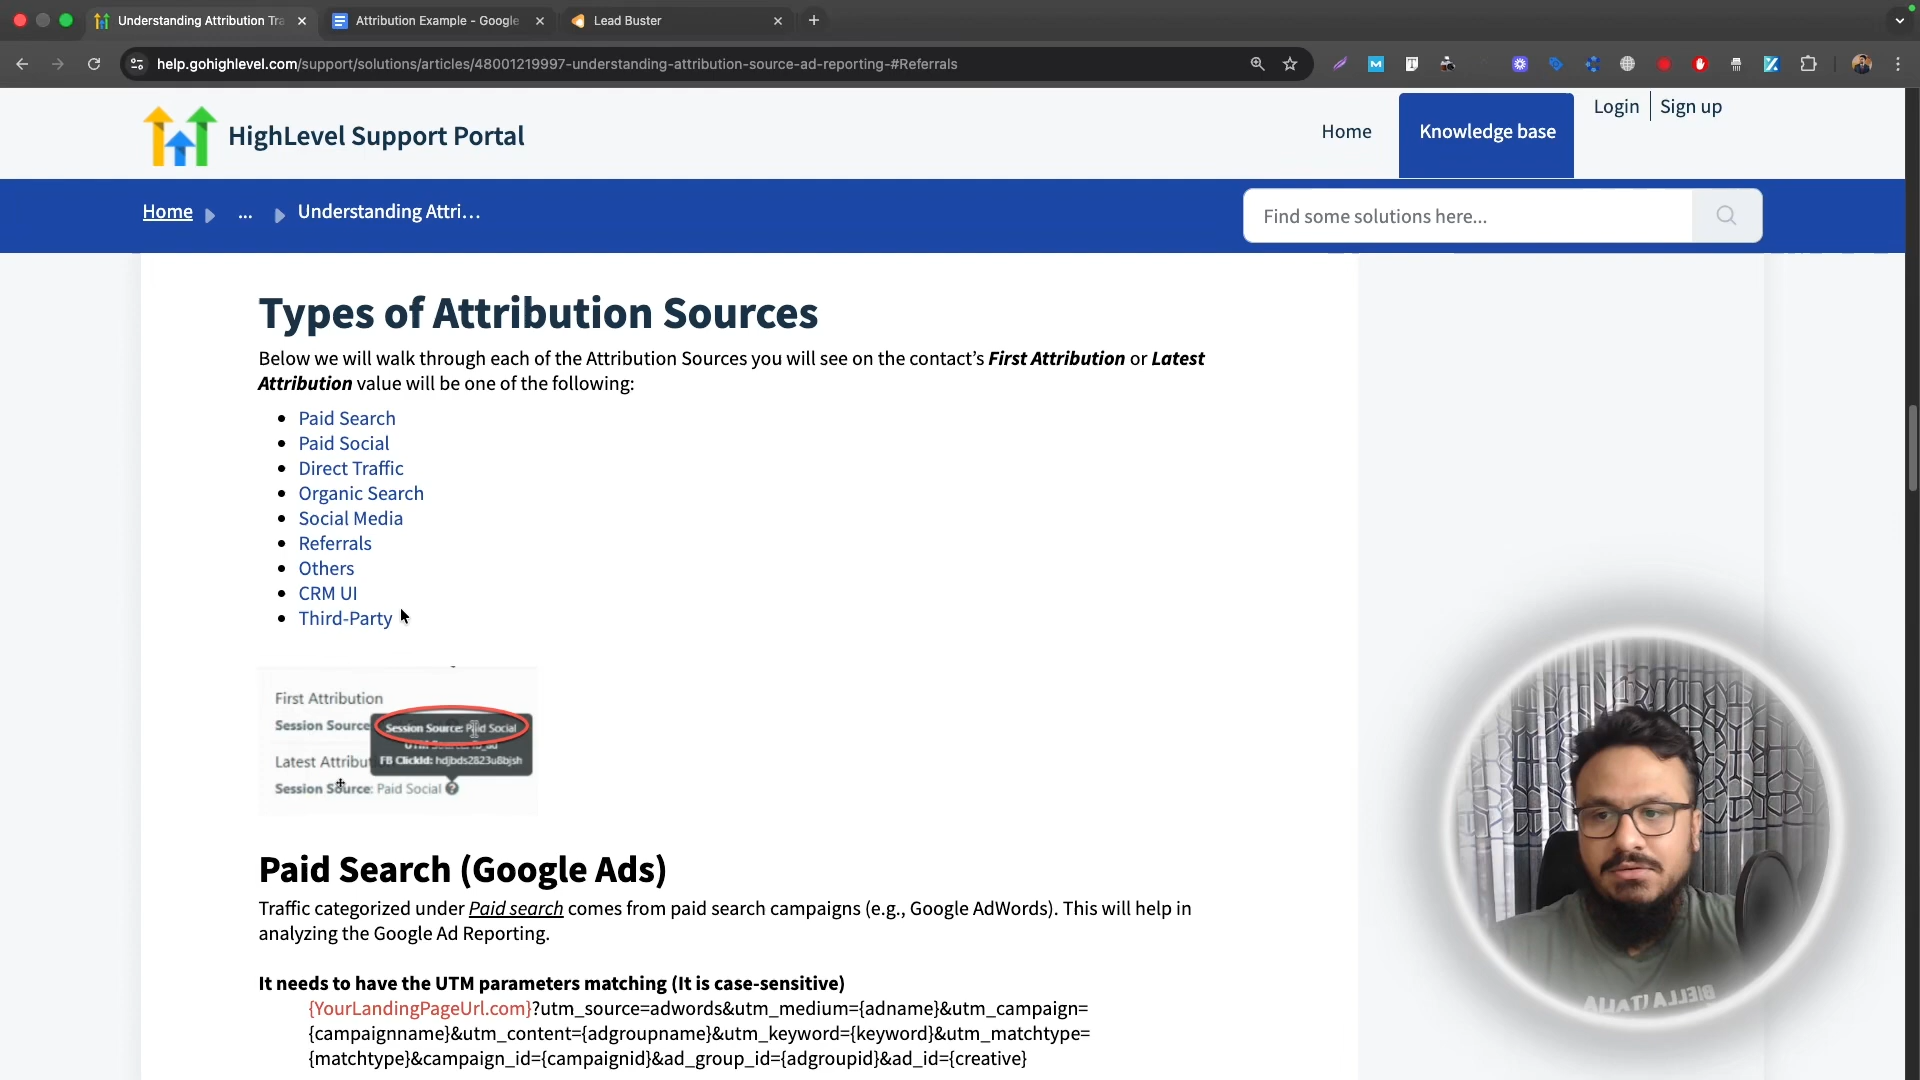 Understanding Attribution Tra
Attribution Example - Google
Lead Buster
help.gohighlevel.com/support/solutions/articles/48001219997-understanding-attribution-source-ad-reporting-#Referrals
HighLevel Support Portal
Home
Knowledge base
Login
Sign up
Home
...
Understanding Attri...
Find some solutions here...
Types of Attribution Sources
Below we will walk through each of the Attribution Sources you will see on the contact's First Attribution or Latest
Attribution value will be one of the following:
Paid Search
Paid Social
Direct Traffic
Organic Search
Social Media
Referrals
Others
CRM UI
Third-Party
First Attribution
Session Source
Session Source: Paid Social
Latest Attribut
FB ClickId: hdjbds2823u8bjsh
Session Source: Paid Social
Paid Search (Google Ads)
Traffic categorized under Paid search comes from paid search campaigns (e.g., Google AdWords). This will help in
analyzing the Google Ad Reporting.
It needs to have the UTM parameters matching (It is case-sensitive)
{YourLandingPageUrl.com}?utm_source=adwords&utm_medium={adname}&utm_campaign=
{campaignname}&utm_content={adgroupname}&utm_keyword={keyword}&utm_matchtype=
{matchtype}&campaign_id={campaignid}&ad_group_id={adgroupid}&ad_id={creative}